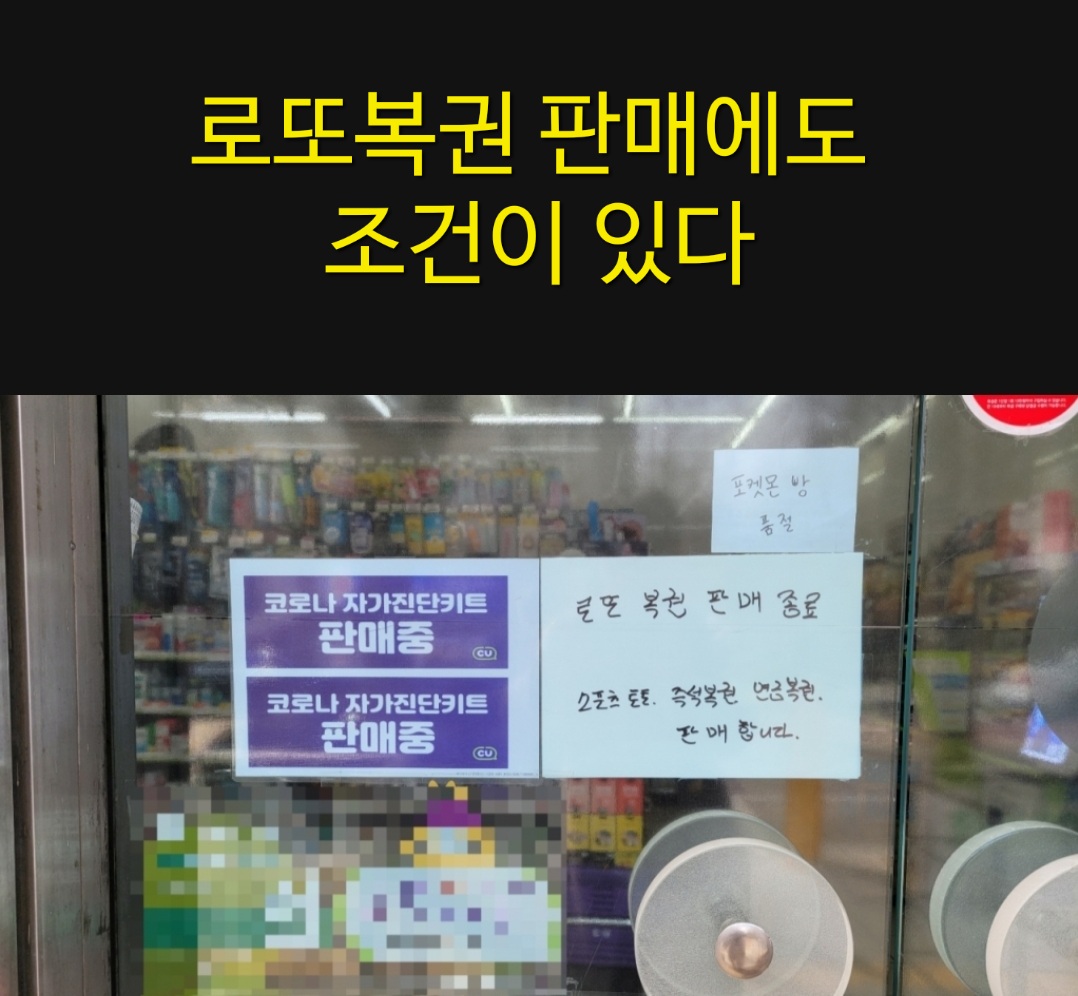 로또복권 판매에도
조건이 있다
포켓몬 빵
품절
코로나 자가진단키트
판매중
CU
코로나 자가진단키트
판매중
CU
로또 복권 판매 종료
스포츠 토토. 즉석복권. 연금복권.
판매 합니다.